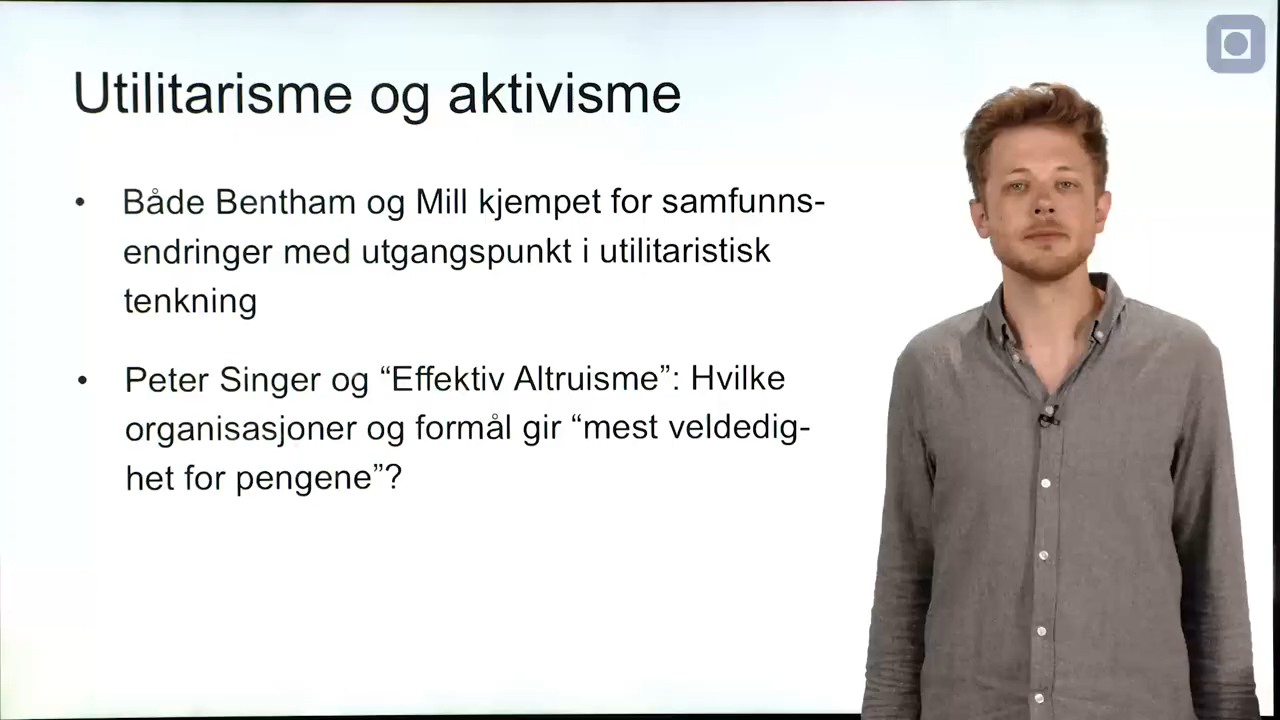 Utilitarisme og aktivisme
• Både Bentham og Mill kjempet for samfunns-
endringer med utgangspunkt i utilitaristisk
tenkning
• Peter Singer og “Effektiv Altruisme”: Hvilke
organisasjoner og formål gir “mest veldedig-
het for pengene”?